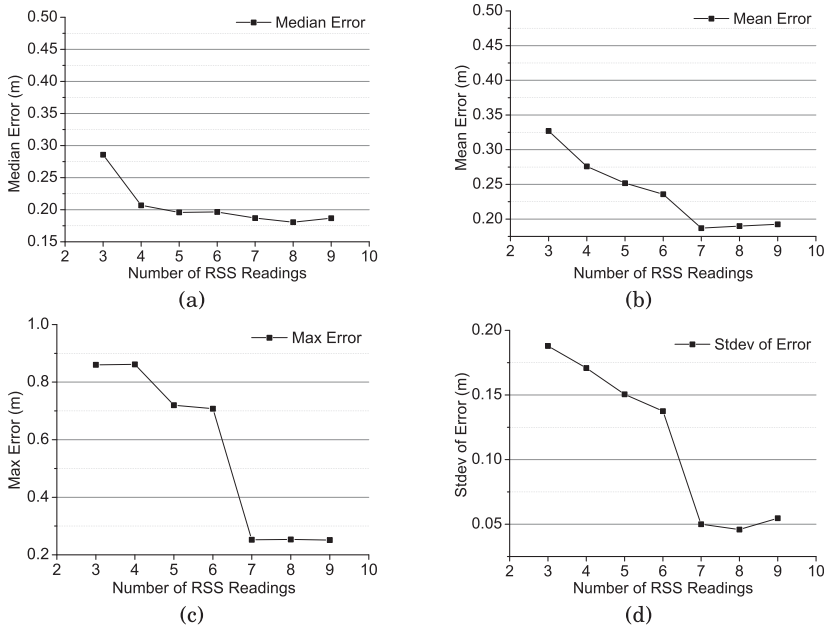 Median Error
0.50
0.45
0.40
0.35
0.30
0.25
0.20
0.15
Median Error (m)
2 3 4 5 6 7 8 9 10
Number of RSS Readings
(a)
Mean Error
0.50
0.45
0.40
0.35
0.30
0.25
0.20
Mean Error (m)
2 3 4 5 6 7 8 9 10
Number of RSS Readings
(b)
Max Error
1.0
0.8
0.6
0.4
0.2
Max Error (m)
2 3 4 5 6 7 8 9 10
Number of RSS Readings
(c)
Stdev of Error
0.20
0.15
0.10
0.05
Stdev of Error (m)
2 3 4 5 6 7 8 9 10
Number of RSS Readings
(d)